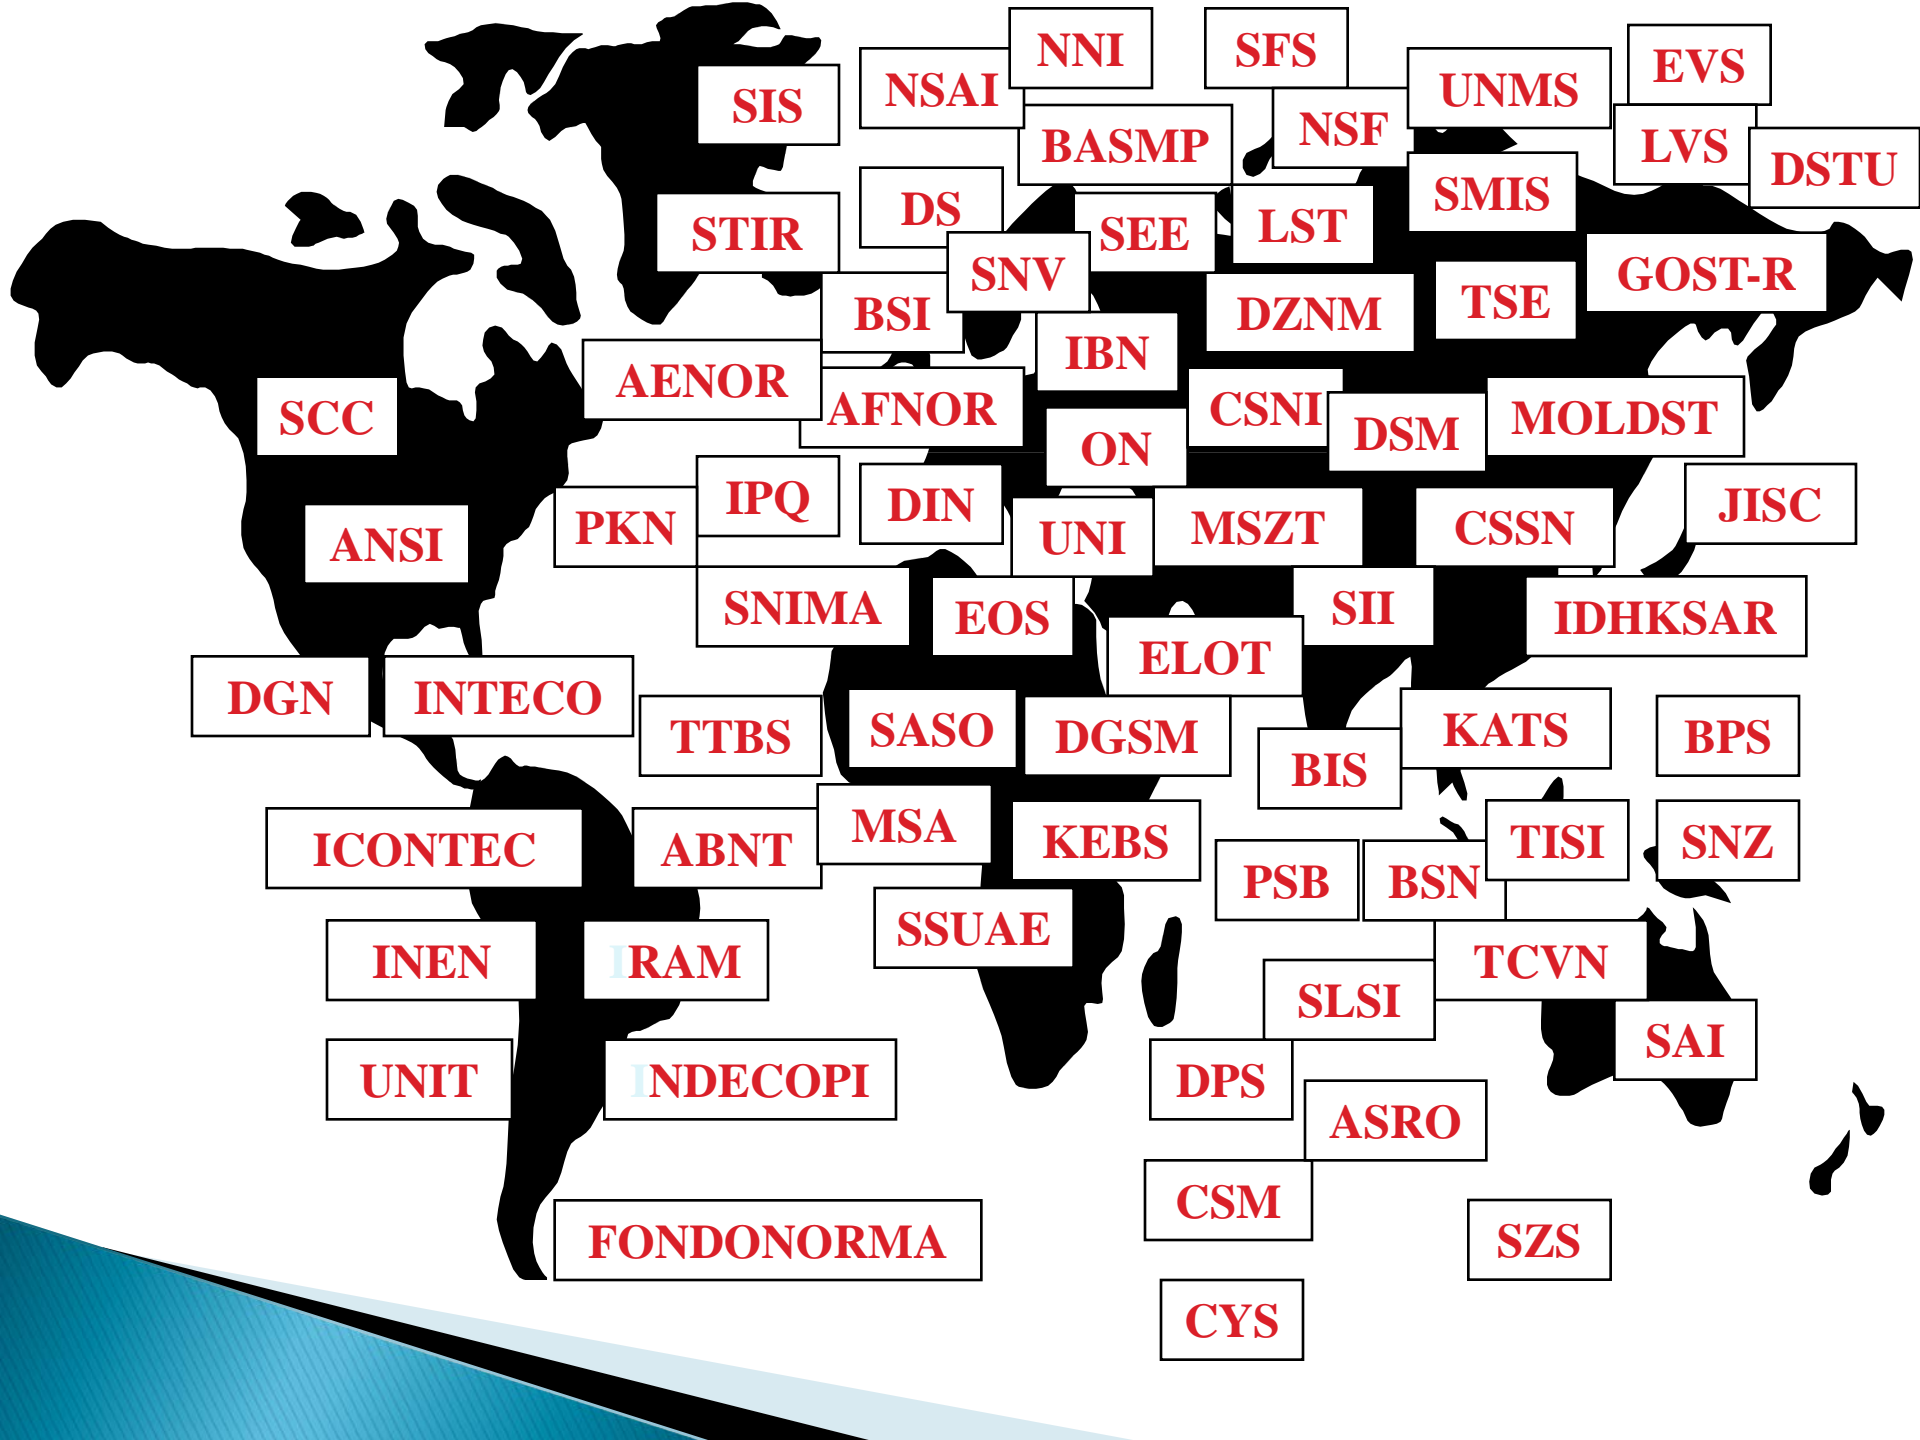 NNI
SFS
EVS
SIS
NSAI
UNMS
NSF
BASMP
LVS
DSTU
STIR
DS
SEE
LST
SMIS
SNV
GOST-R
BSI
DZNM
TSE
IBN
AENOR
AFNOR
CSNI
DSM
MOLDST
SCC
ON
IPQ
DIN
JISC
PKN
UNI
MSZT
CSSN
ANSI
SNIMA
EOS
SII
IDHKSAR
ELOT
DGN
INTECO
TTBS
SASO
DGSM
KATS
BPS
BIS
ICONTEC
ABNT
MSA
KEBS
TISI
SNZ
PSB
BSN
SSUAE
INEN
IRAM
TCVN
SLSI
SAI
UNIT
INDECOPI
DPS
ASRO
CSM
FONDONORMA
SZS
CYS